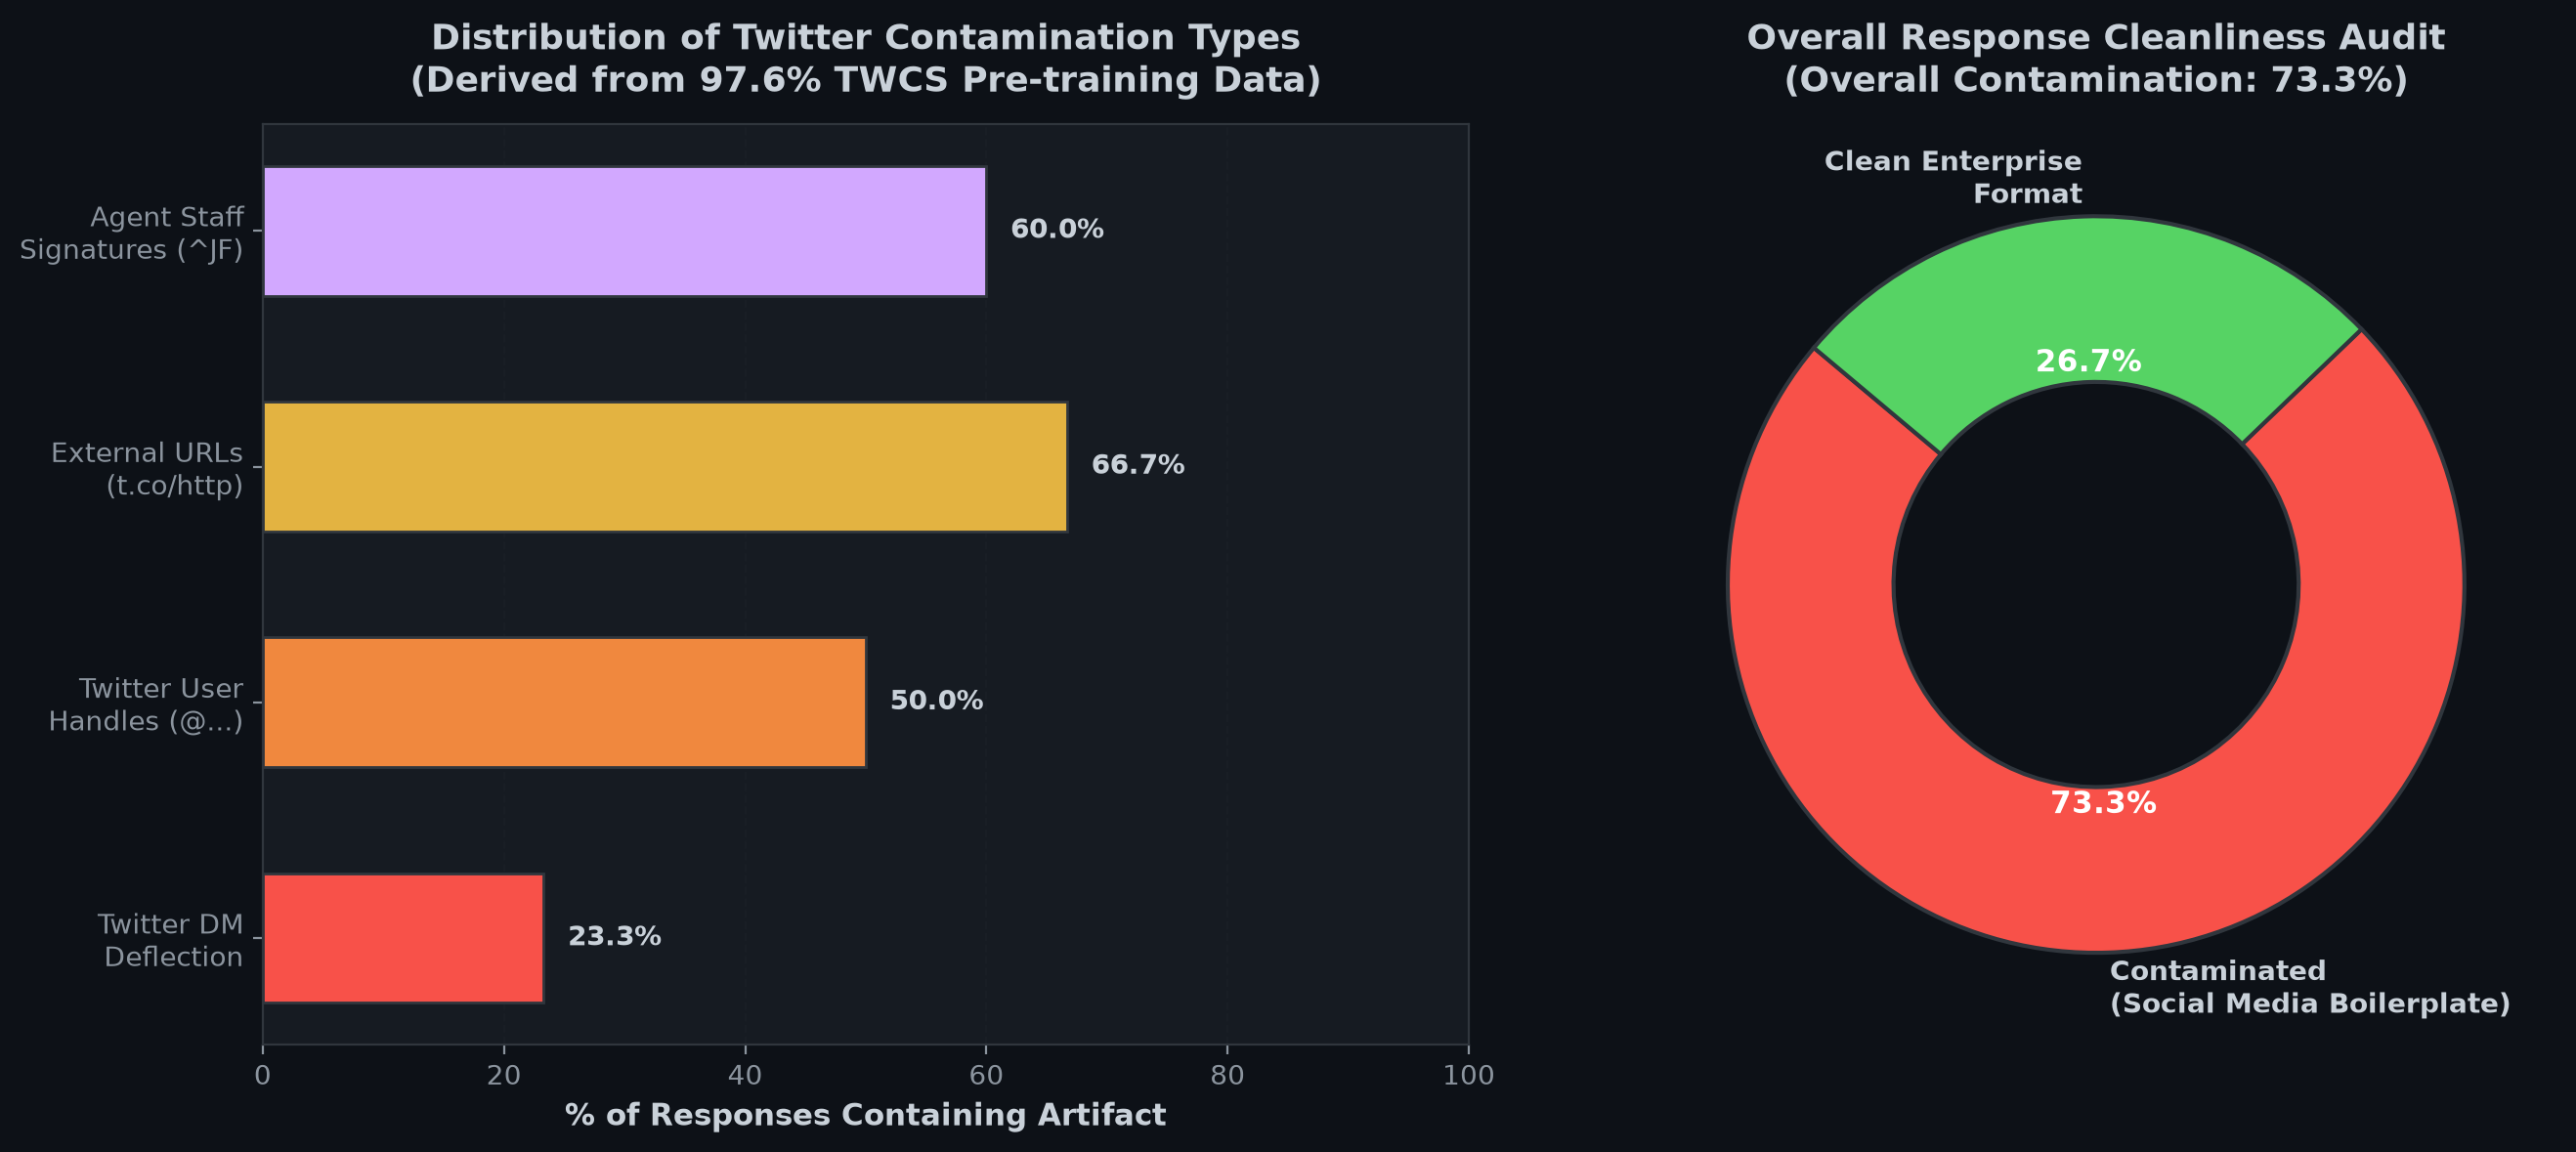 Distribution of Twitter Contamination Types
(Derived from 97.6% TWCS Pre-training Data)
Agent Staff
Signatures (^JF)
60.0%
External URLs
(t.co/http)
66.7%
Twitter User
Handles (@...)
50.0%
Twitter DM
Deflection
23.3%
0 20 40 60 80 100
% of Responses Containing Artifact
Overall Response Cleanliness Audit
(Overall Contamination: 73.3%)
Clean Enterprise
Format
26.7%
73.3%
Contaminated
(Social Media Boilerplate)